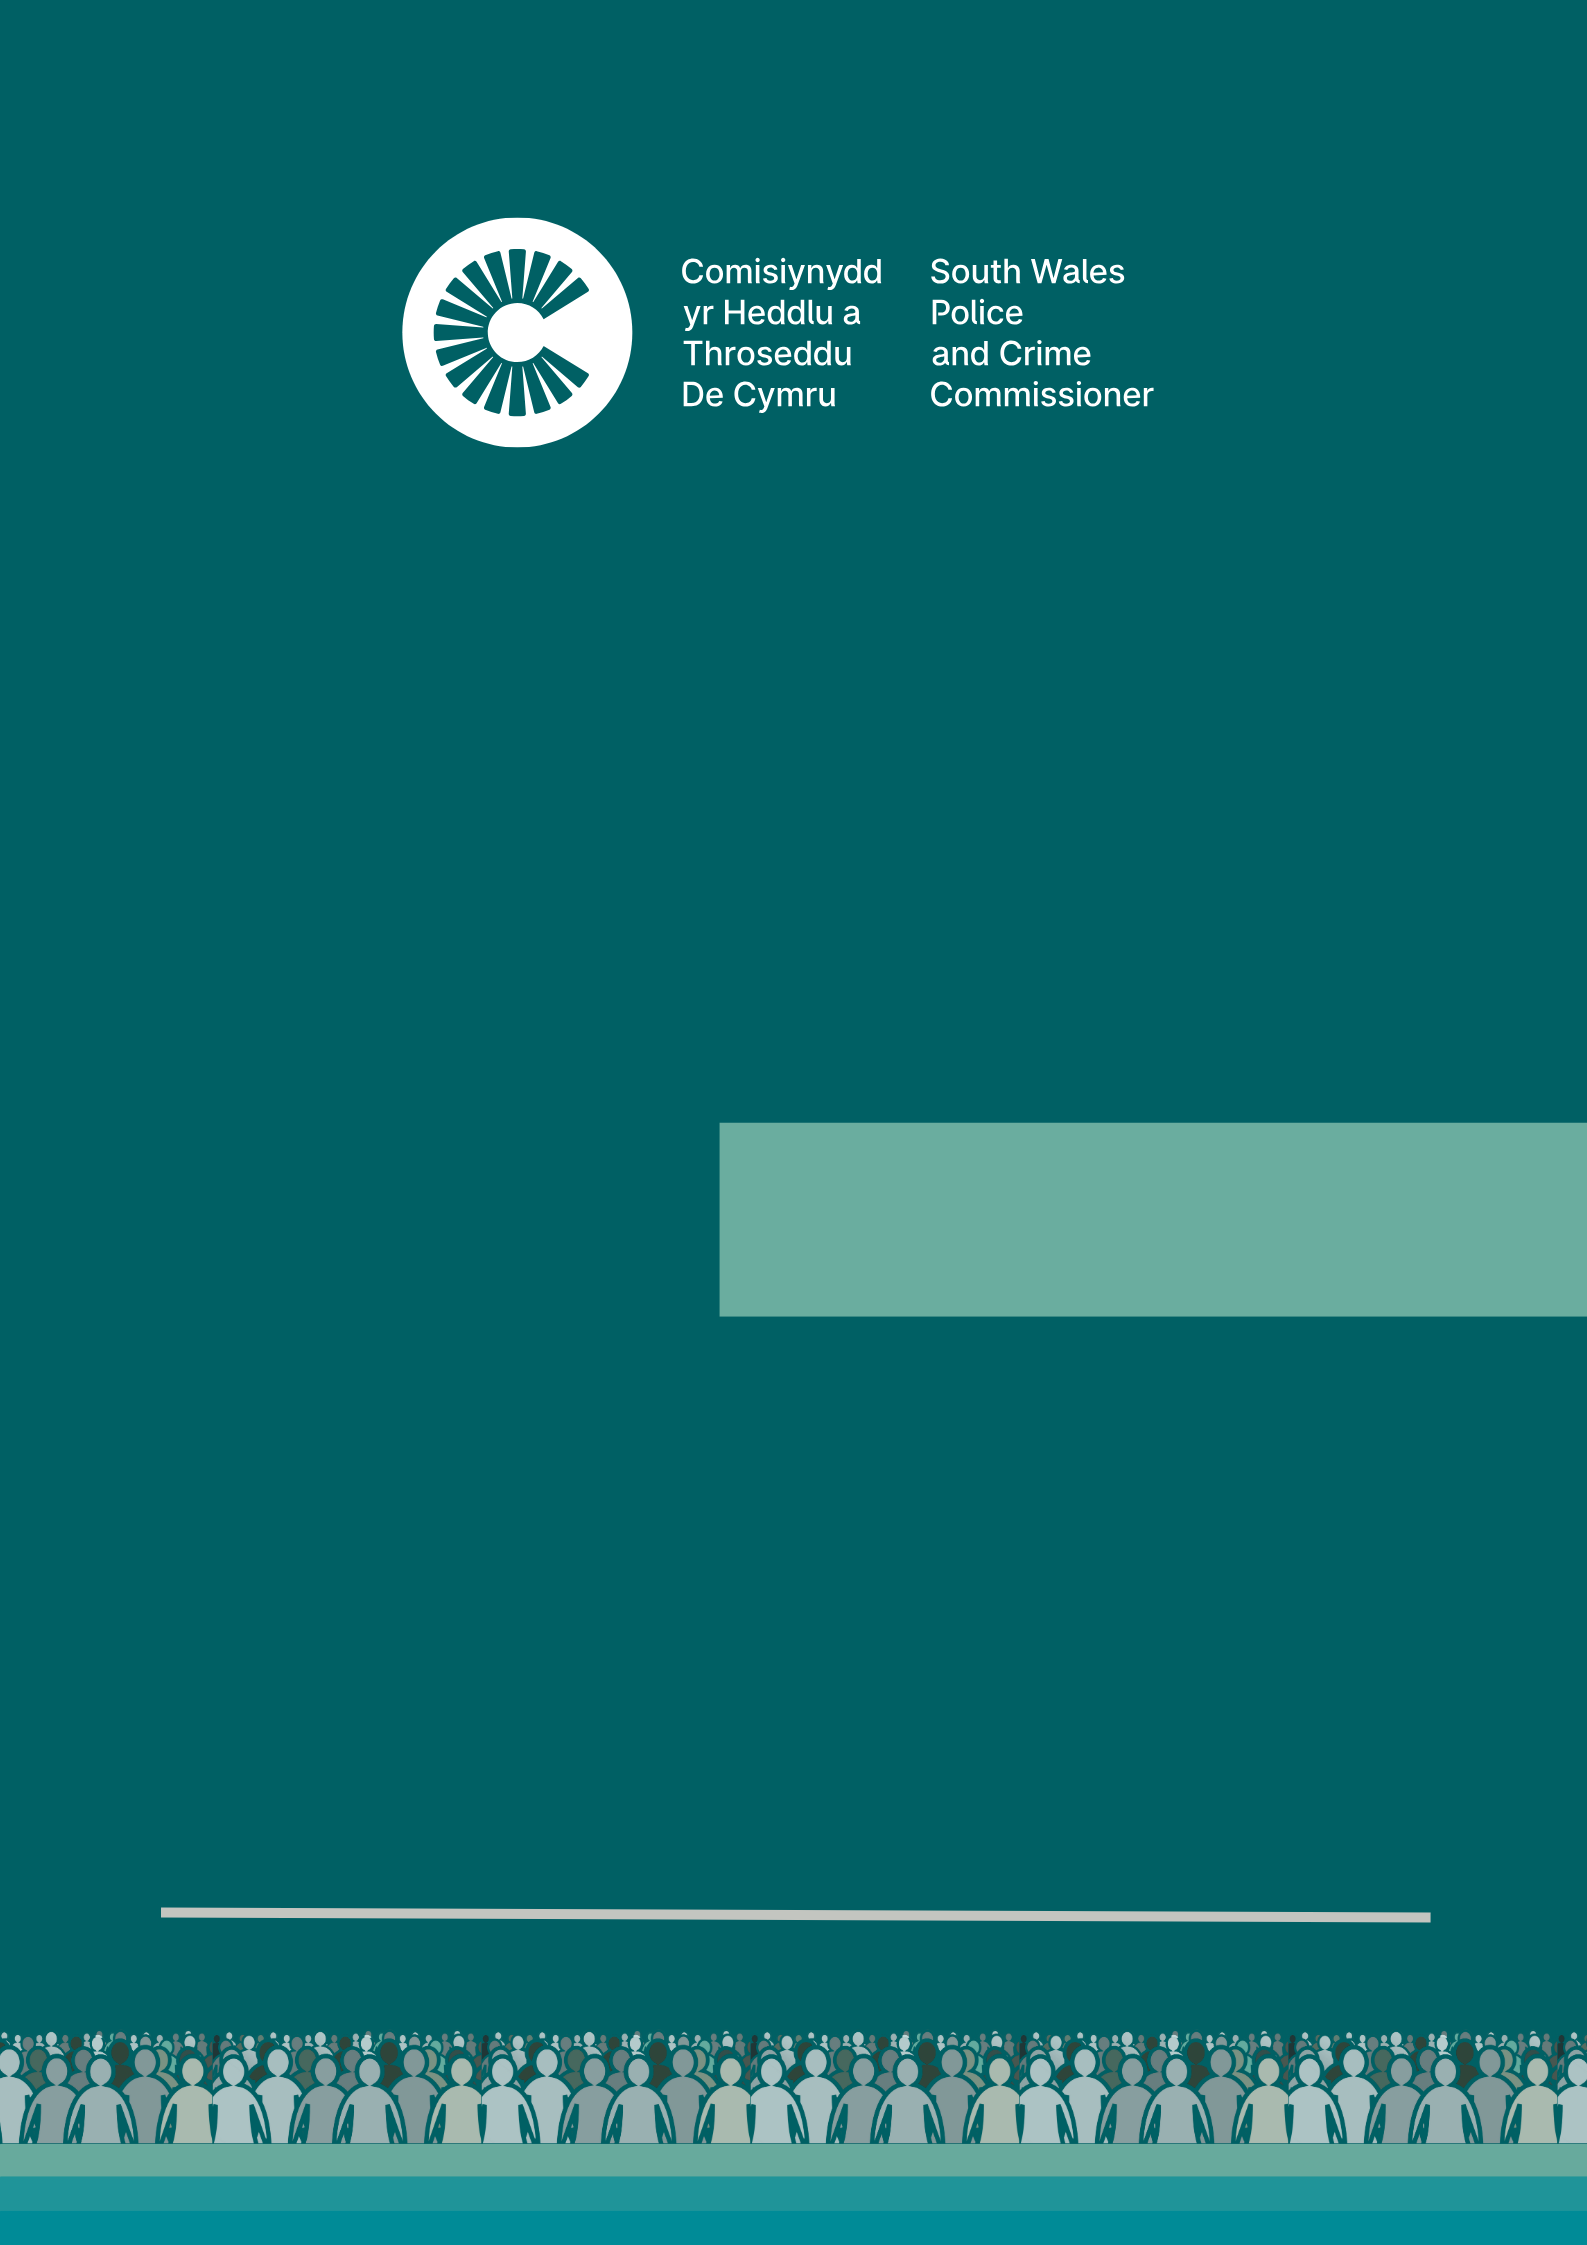 Comisiynydd
yr Heddlu a
Throseddu
De Cymru
South Wales
Police
and Crime
Commissioner